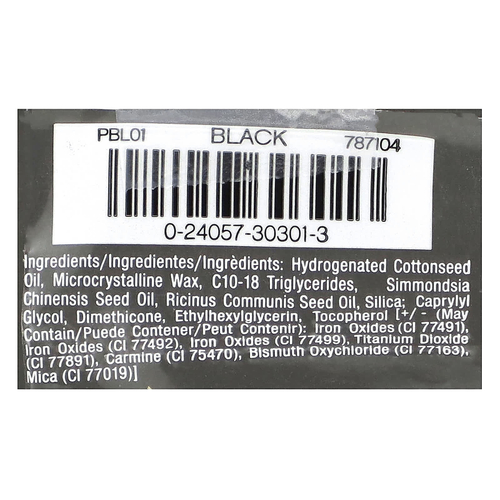 PBL01 BLACK 787104
0-24057-30301-3
Ingredients/Ingredientes/Ingrèdients: Hydrogenated Cottonseed
Oil, Microcrystalline Wax, C10-18 Triglycerides, Simmondsia
Chinensis Seed Oil, Ricinus Communis Seed Oil, Silica; Caprylyl
Glycol, Dimethicone, Ethylhexylglycerin, Tocopherol [+/- (May
Contain/Puede Contener/Peut Contenir): Iron Oxides (CI 77491),
Iron Oxides (CI 77492), Iron Oxides (CI 77499), Titanium Dioxide
(CI 77891), Carmine (CI 75470), Bismuth Oxychloride (CI 77163),
Mica (CI 77019)]